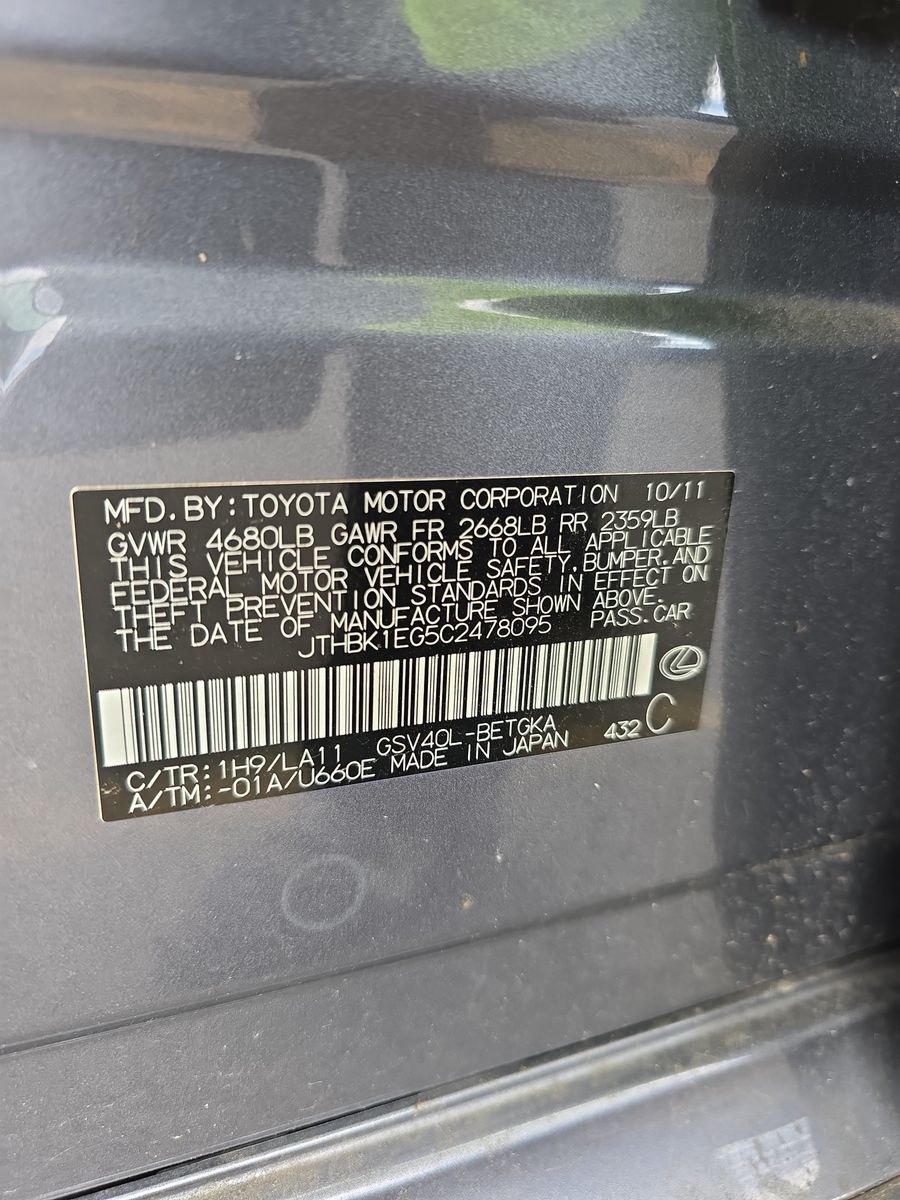 MFD.BY:TOYOTA MOTOR CORPORATION 10/11
GVWR 4680LB GAWR FR 2668LB RR 2359LB
THIS VEHICLE CONFORMS TO ALL APPLICABLE
FEDERAL MOTOR VEHICLE SAFETY,BUMPER,AND
THEFT PREVENTION STANDARDS IN EFFECT ON
THE DATE OF MANUFACTURE SHOWN ABOVE.
JTHBK1EG5C2478095 PASS.CAR
C/TR:1H9/LA11 GSV40L-BETGKA 432 C
A/TM:-01A/U660E MADE IN JAPAN